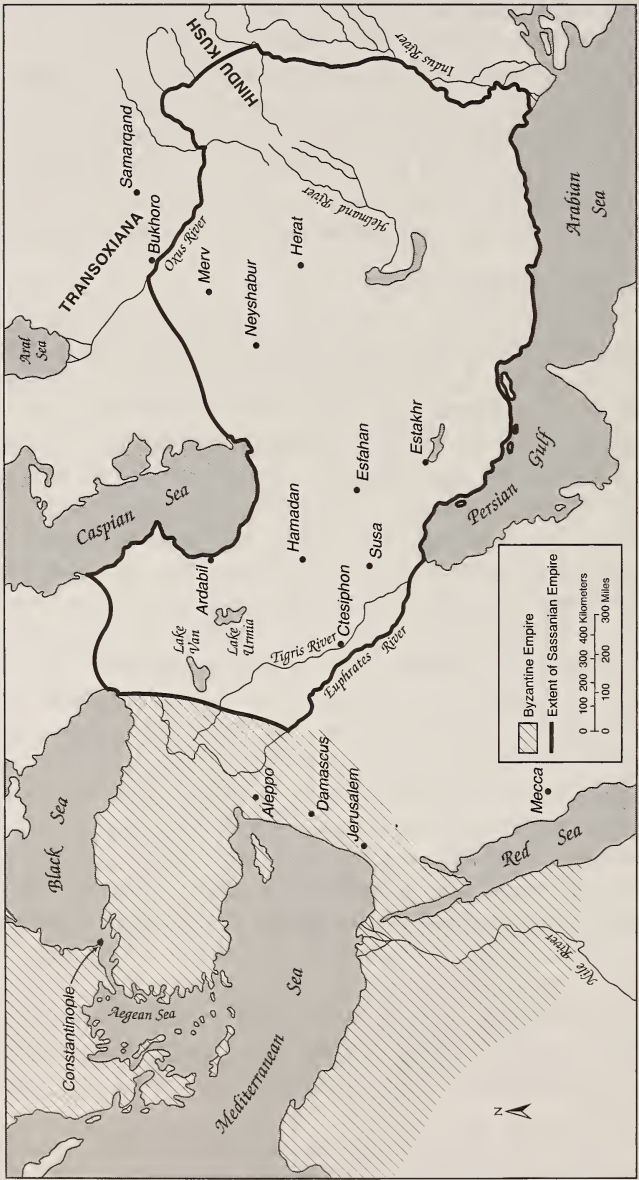 Constantinople
Black
Sea
Aegean Sea
Mediterranean
Sea
Aleppo
Damascus
Jerusalem
Nile River
Red Sea
Mecca
N
Caspian
Sea
Aral
Sea
TRANSOXIANA
Samarqand
Bukhoro
Oxus River
Merv
Neyshabur
Herat
HINDU KUSH
Indus River
Helmand River
Lake
Van
Lake
Urmia
Ardabil
Hamadan
Tigris River
Ctesiphon
Euphrates River
Susa
Esfahan
Estakhr
Persian Gulf
Arabian
Sea
Byzantine Empire
Extent of Sassanian Empire
0 100 200 300 400 Kilometers
0 100 200 300 Miles